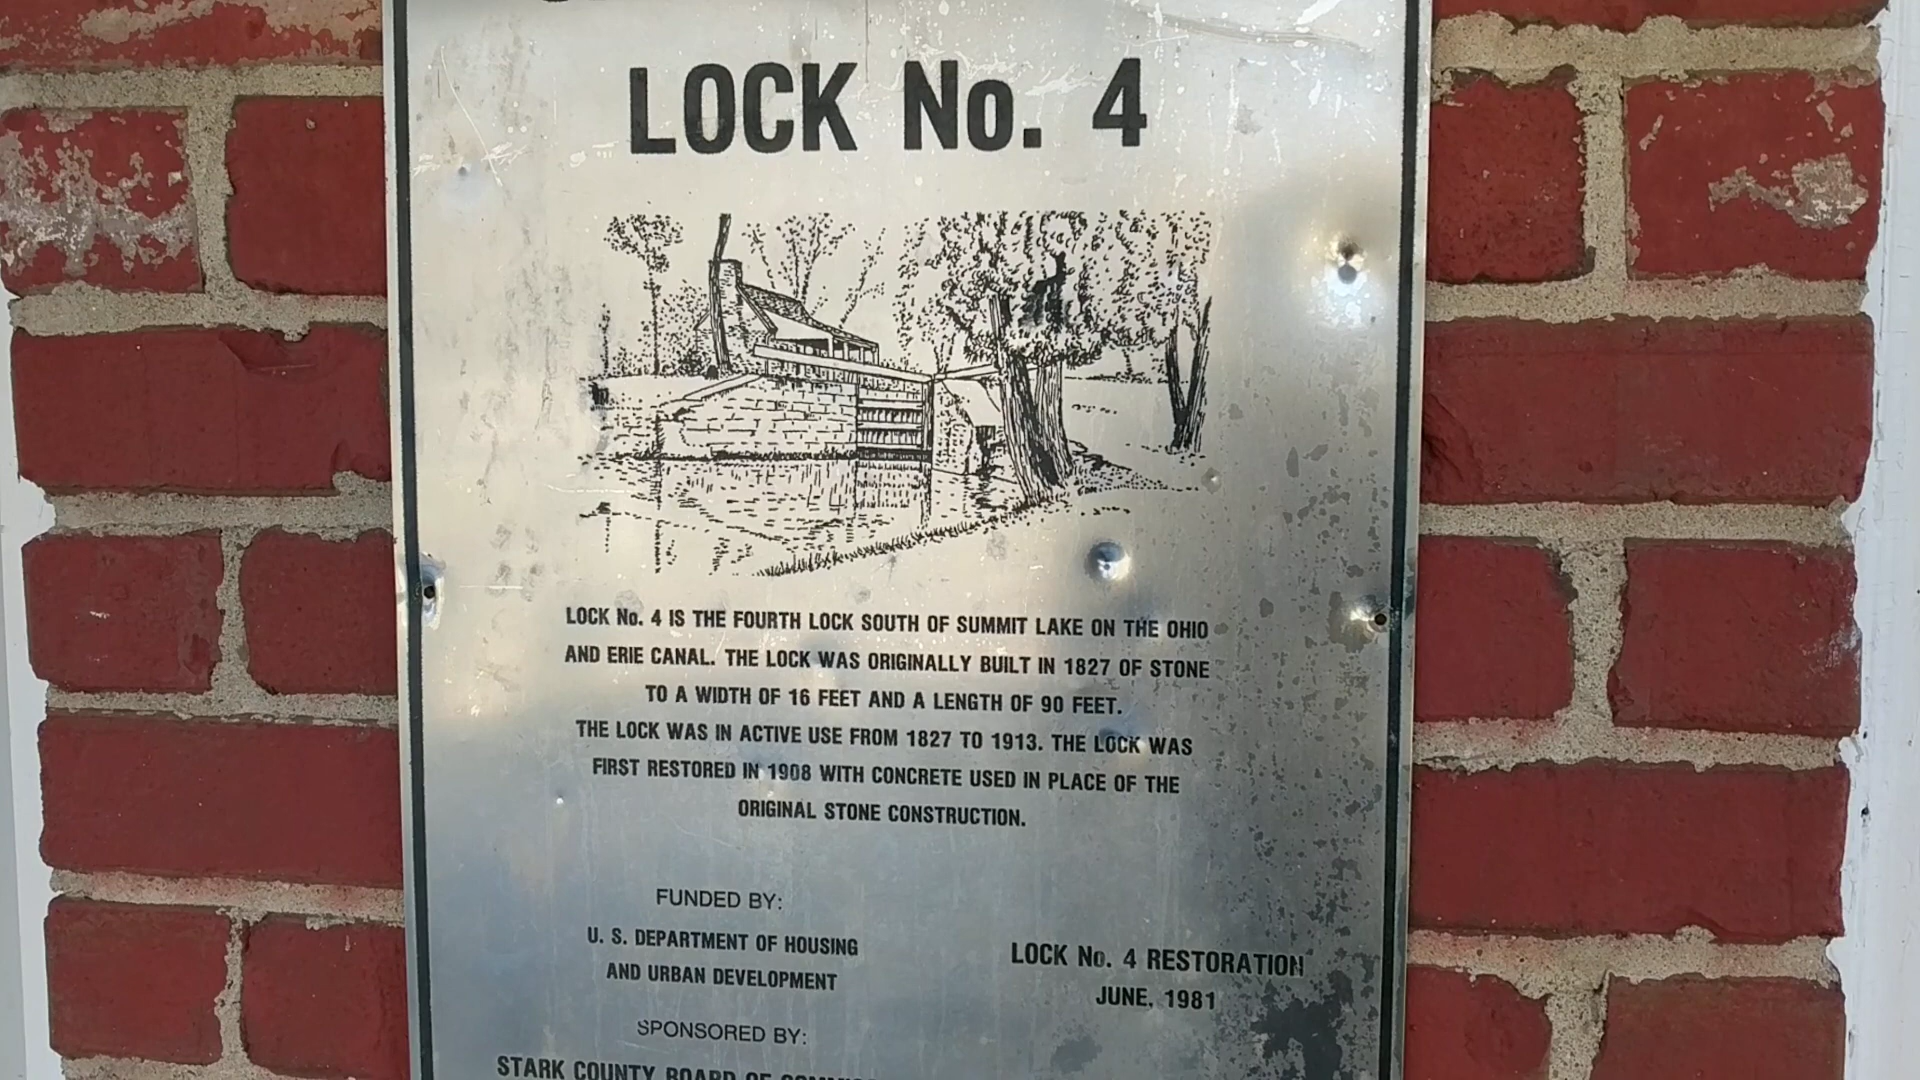 LOCK No. 4
LOCK No. 4 IS THE FOURTH LOCK SOUTH OF SUMMIT LAKE ON THE OHIO
AND ERIE CANAL. THE LOCK WAS ORIGINALLY BUILT IN 1827 OF STONE
TO A WIDTH OF 16 FEET AND A LENGTH OF 90 FEET.
THE LOCK WAS IN ACTIVE USE FROM 1827 TO 1913. THE LOCK WAS
FIRST RESTORED IN 1908 WITH CONCRETE USED IN PLACE OF THE
ORIGINAL STONE CONSTRUCTION.
FUNDED BY:
U. S. DEPARTMENT OF HOUSING
AND URBAN DEVELOPMENT
LOCK No. 4 RESTORATION
JUNE, 1981
SPONSORED BY:
STARK COUNTY BOARD OF